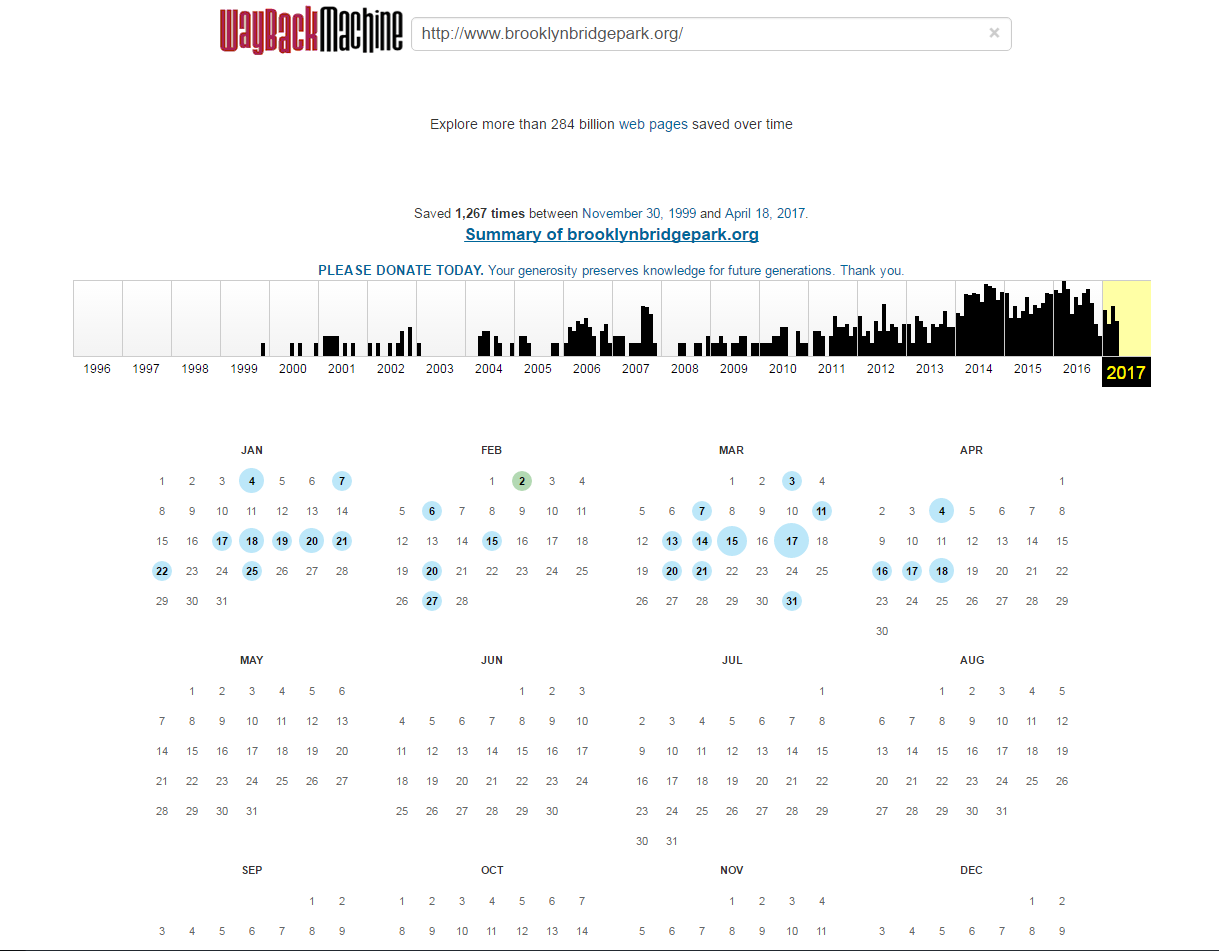 WayBackMachine
http://www.brooklynbridgepark.org/ ×
Explore more than 284 billion web pages saved over time
Saved 1,267 times between November 30, 1999 and April 18, 2017.
Summary of brooklynbridgepark.org
PLEASE DONATE TODAY. Your generosity preserves knowledge for future generations. Thank you.
1996 1997 1998 1999 2000 2001 2002 2003 2004 2005 2006 2007 2008 2009 2010 2011 2012 2013 2014 2015 2016 2017
JAN FEB MAR APR
1 2 3 4 5 6 7 1 2 3 4 1 2 3 4 1
8 9 10 11 12 13 14 5 6 7 8 9 10 11 5 6 7 8 9 10 11 2 3 4 5 6 7 8
15 16 17 18 19 20 21 12 13 14 15 16 17 18 12 13 14 15 16 17 18 9 10 11 12 13 14 15
22 23 24 25 26 27 28 19 20 21 22 23 24 25 19 20 21 22 23 24 25 16 17 18 19 20 21 22
29 30 31 26 27 28 26 27 28 29 30 31 23 24 25 26 27 28 29
30
MAY JUN JUL AUG
1 2 3 4 5 6 1 2 3 1 1 2 3 4 5
7 8 9 10 11 12 13 4 5 6 7 8 9 10 2 3 4 5 6 7 8 6 7 8 9 10 11 12
14 15 16 17 18 19 20 11 12 13 14 15 16 17 9 10 11 12 13 14 15 13 14 15 16 17 18 19
21 22 23 24 25 26 27 18 19 20 21 22 23 24 16 17 18 19 20 21 22 20 21 22 23 24 25 26
28 29 30 31 25 26 27 28 29 30 23 24 25 26 27 28 29 27 28 29 30 31
30 31
SEP OCT NOV DEC
1 2 1 2 3 4 5 6 7 1 2 3 4 1 2
3 4 5 6 7 8 9 8 9 10 11 12 13 14 5 6 7 8 9 10 11 3 4 5 6 7 8 9